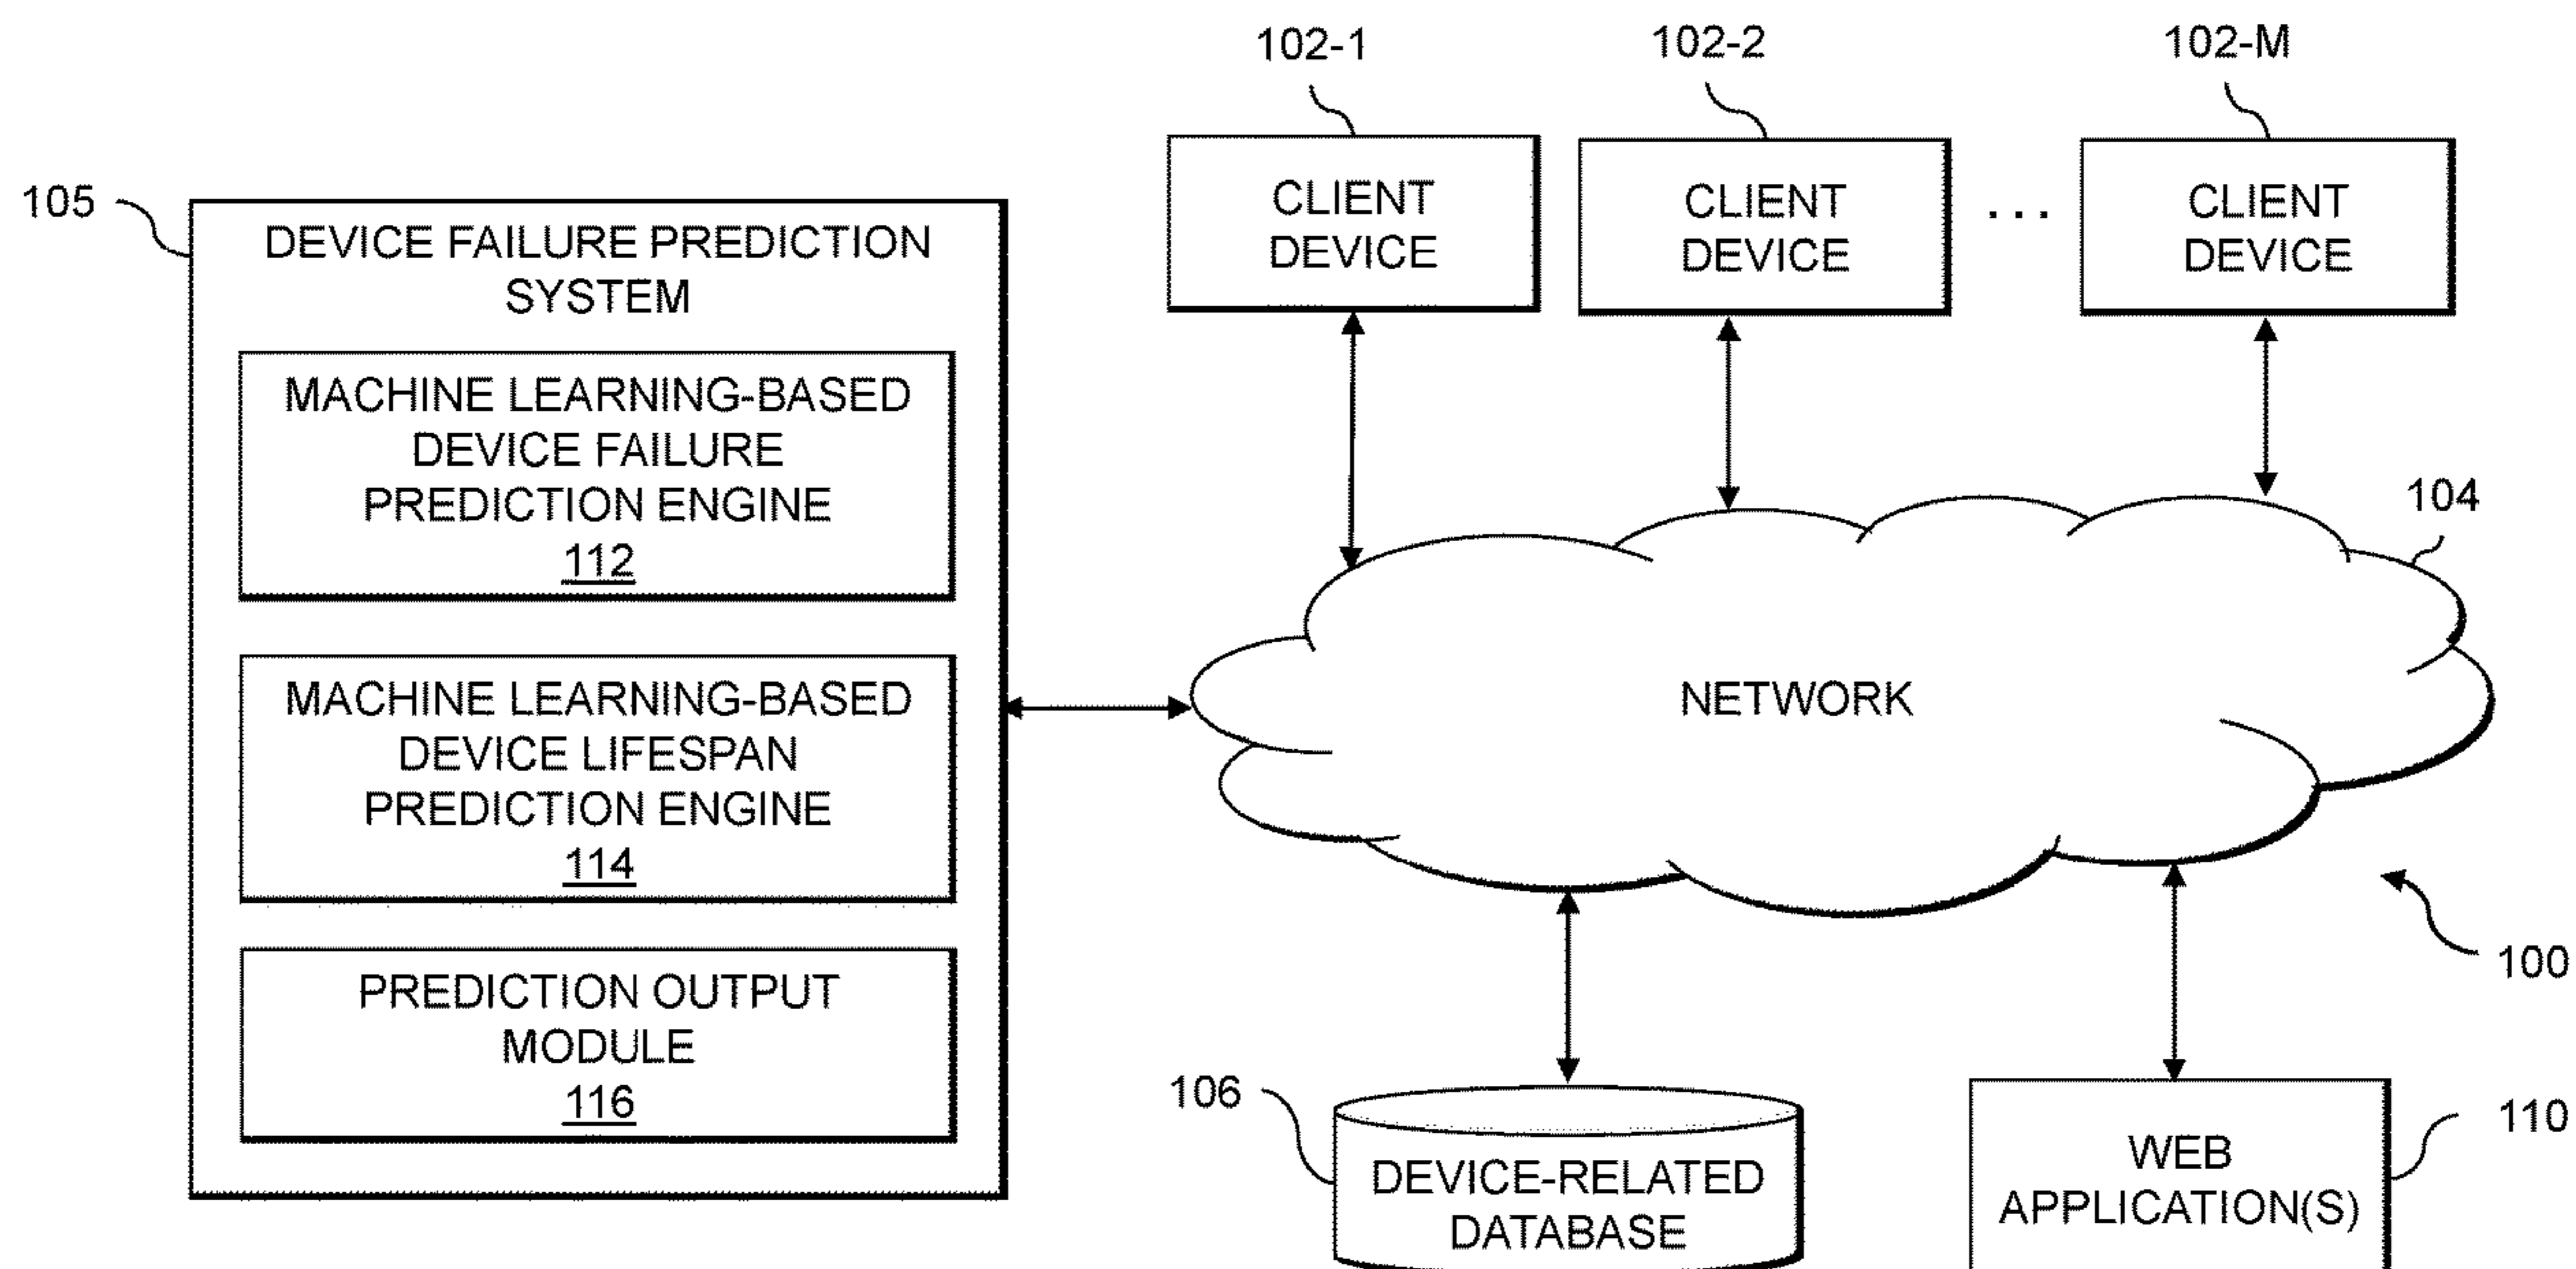 102-1
102-2
102-M
CLIENT
DEVICE
CLIENT
DEVICE
...
CLIENT
DEVICE
105
DEVICE FAILURE PREDICTION
SYSTEM
MACHINE LEARNING-BASED
DEVICE FAILURE
PREDICTION ENGINE
112
MACHINE LEARNING-BASED
DEVICE LIFESPAN
PREDICTION ENGINE
114
PREDICTION OUTPUT
MODULE
116
104
NETWORK
100
106
DEVICE-RELATED
DATABASE
110
WEB
APPLICATION(S)